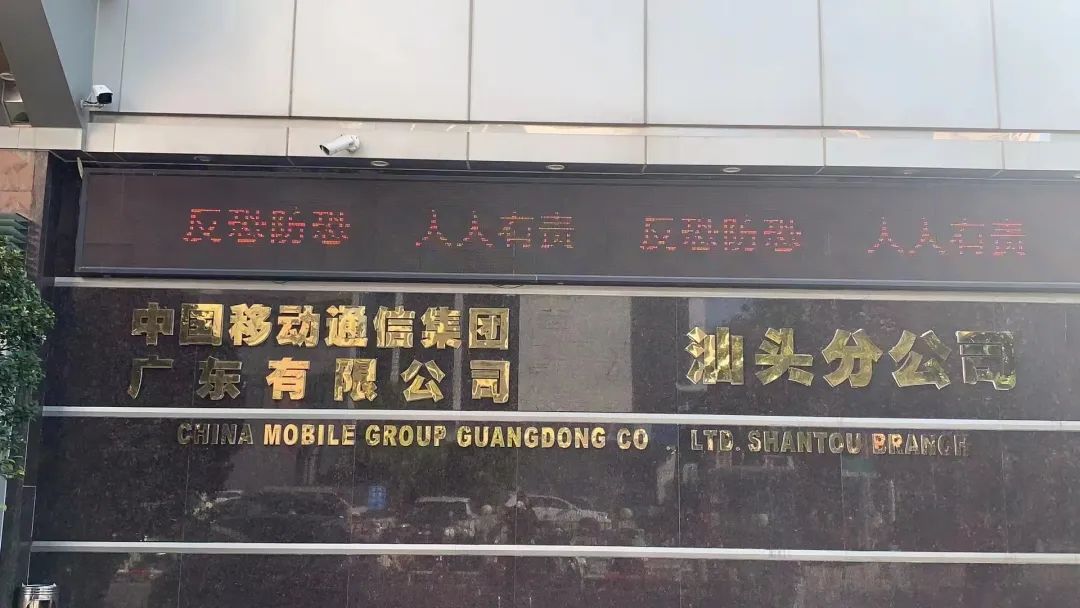 反恐防恐 人人有责 反恐防恐 人人有责
中国移动通信集团
广东有限公司
汕头分公司
CHINA MOBILE GROUP GUANGDONG CO., LTD. SHANTOU BRANCH